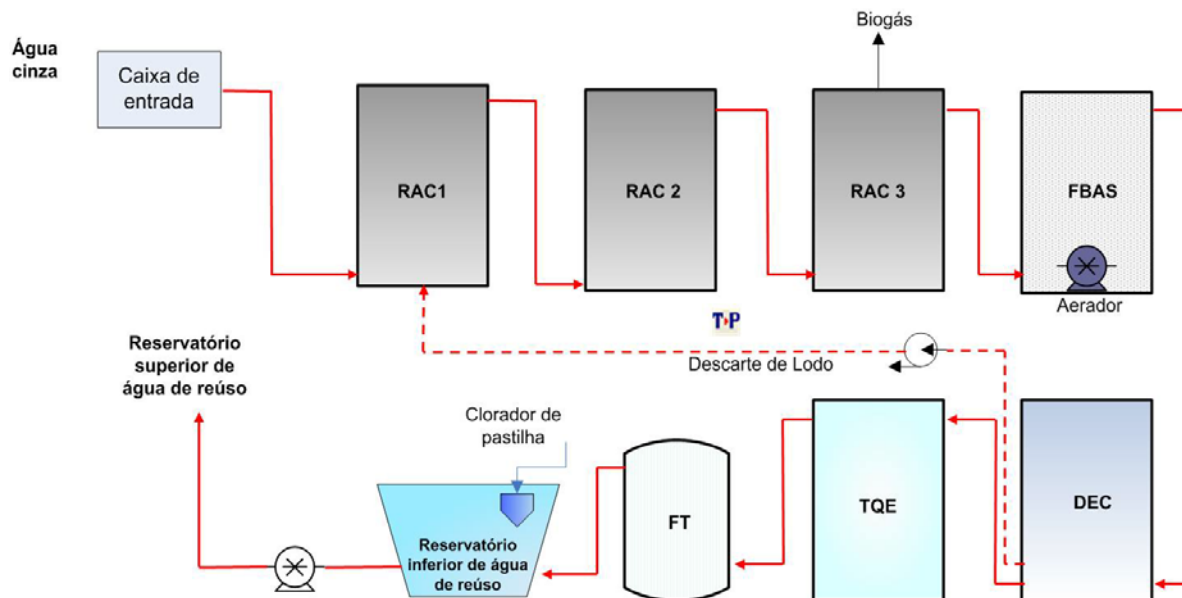 Biogás
Água
cinza
Caixa de
entrada
RAC1
RAC 2
RAC 3
FBAS
Aerador
T►P
Reservatório
superior de
água de reúso
Descarte de Lodo
Clorador de
pastilha
FT
TQE
DEC
Reservatório
inferior de água
de reúso